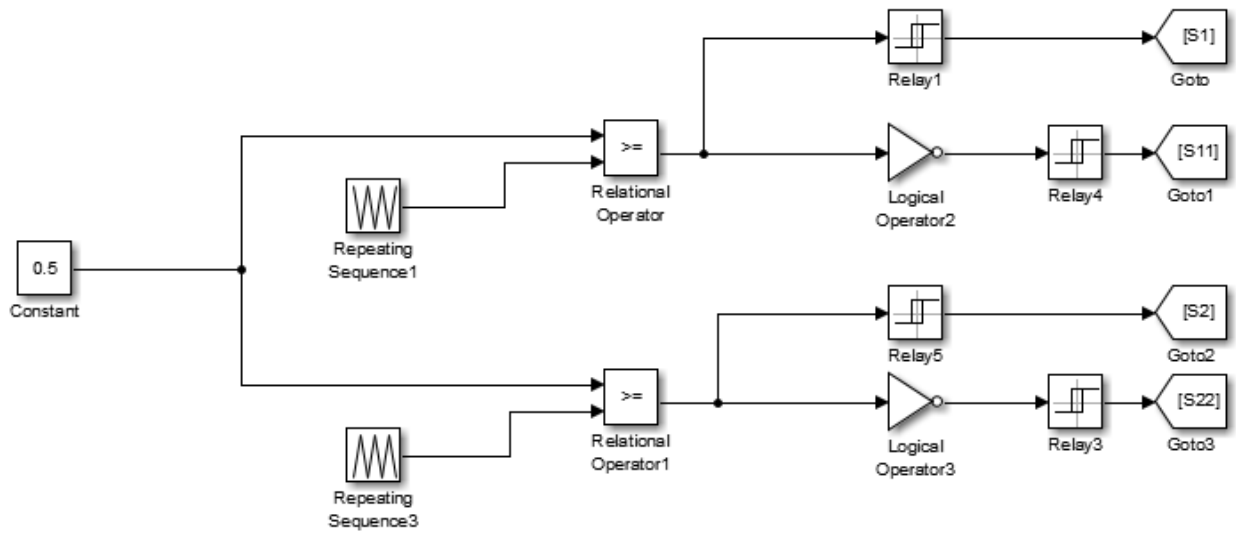 [S1]
Relay1
Goto
>=
[S11]
Relational
Operator
Logical
Operator2
Relay4
Goto1
Repeating
Sequence1
0.5
Constant
[S2]
Relay5
Goto2
>=
[S22]
Relational
Operator1
Logical
Operator3
Relay3
Goto3
Repeating
Sequence3